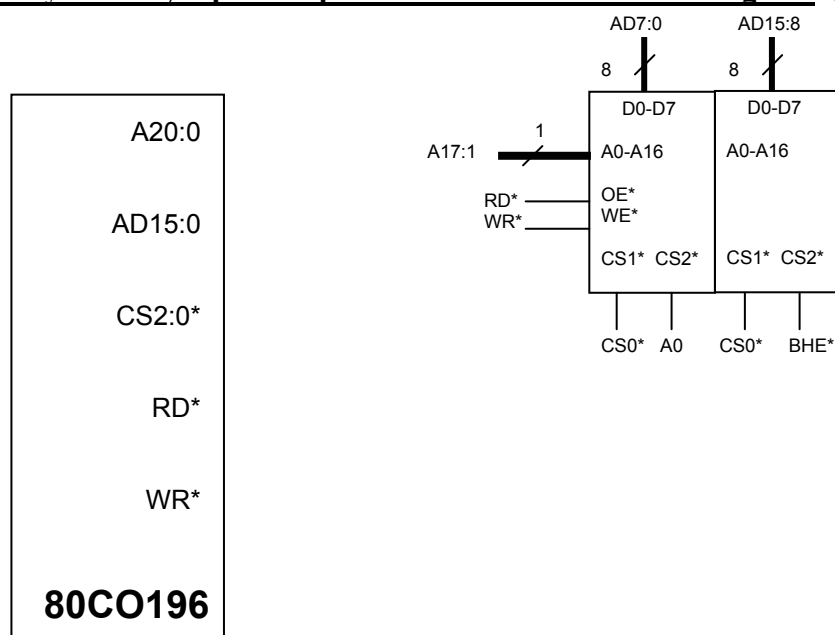 AD7:0 AD15:8
8 8
D0-D7 D0-D7
A20:0
A17:1 1 A0-A16 A0-A16
RD* OE*
WR* WE*
AD15:0
CS1* CS2* CS1* CS2*
CS2:0*
CS0* A0 CS0* BHE*
RD*
WR*
80CO196